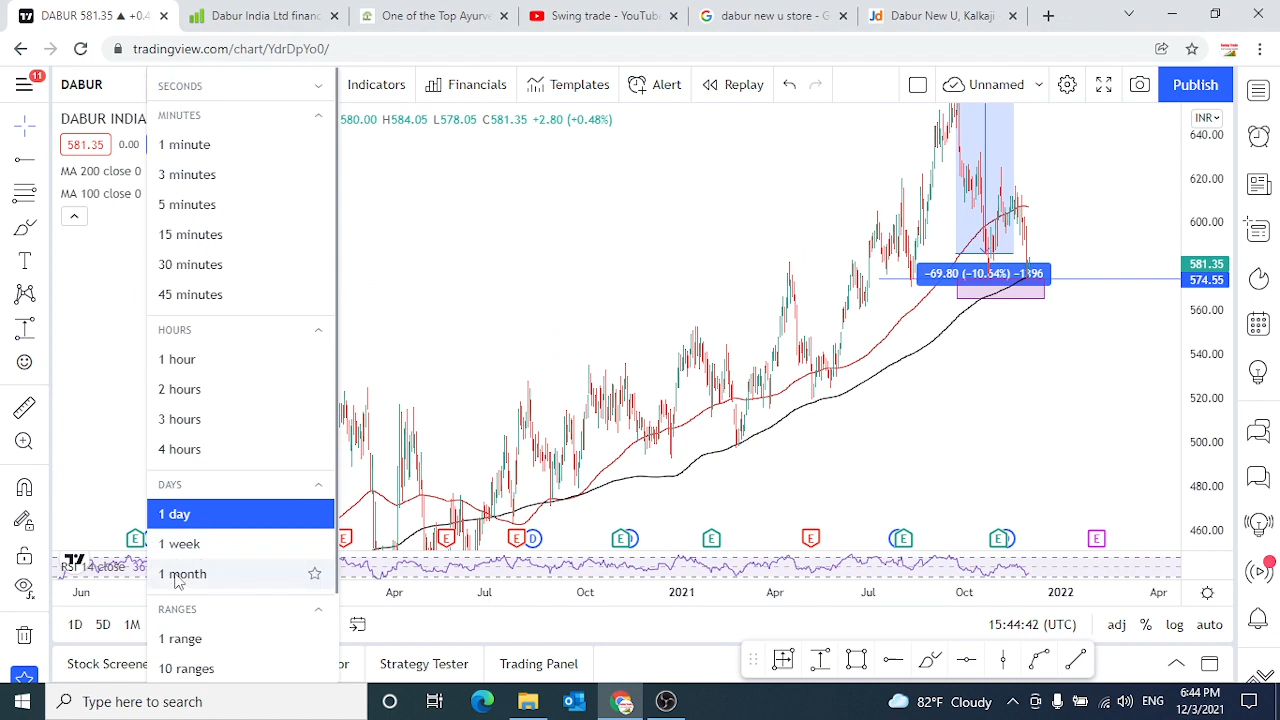 DABUR 581.35 ▲ +0.4
Dabur India Ltd financ
One of the Top Ayurve
Swing trade - YouTube
dabur new u store - G
Dabur New U, Kalkaji
tradingview.com/chart/YdrDpYo0/
11
DABUR
Indicators
Financials
Templates
Alert
Replay
Unnamed
Publish
DABUR INDIA
580.00 H584.05 L578.05 C581.35 +2.80 (+0.48%)
INR
581.35
0.00
MA 200 close 0
MA 100 close 0
SECONDS
MINUTES
1 minute
3 minutes
5 minutes
15 minutes
30 minutes
45 minutes
HOURS
1 hour
2 hours
3 hours
4 hours
DAYS
1 day
1 week
1 month
RANGES
1 range
10 ranges
640.00
620.00
600.00
581.35
574.55
560.00
540.00
520.00
500.00
480.00
460.00
−69.80 (−10.64%) −1396
E
E
E
E
D
E
E
E
E
E
E
RSI 14 close 36
Jun
Apr
Jul
Oct
2021
Apr
Jul
Oct
2022
Apr
1D
5D
1M
15:44:42 (UTC)
adj
%
log
auto
Stock Screene
or
Strategy Tester
Trading Panel
Type here to search
82°F Cloudy
ENG
6:44 PM
12/3/2021